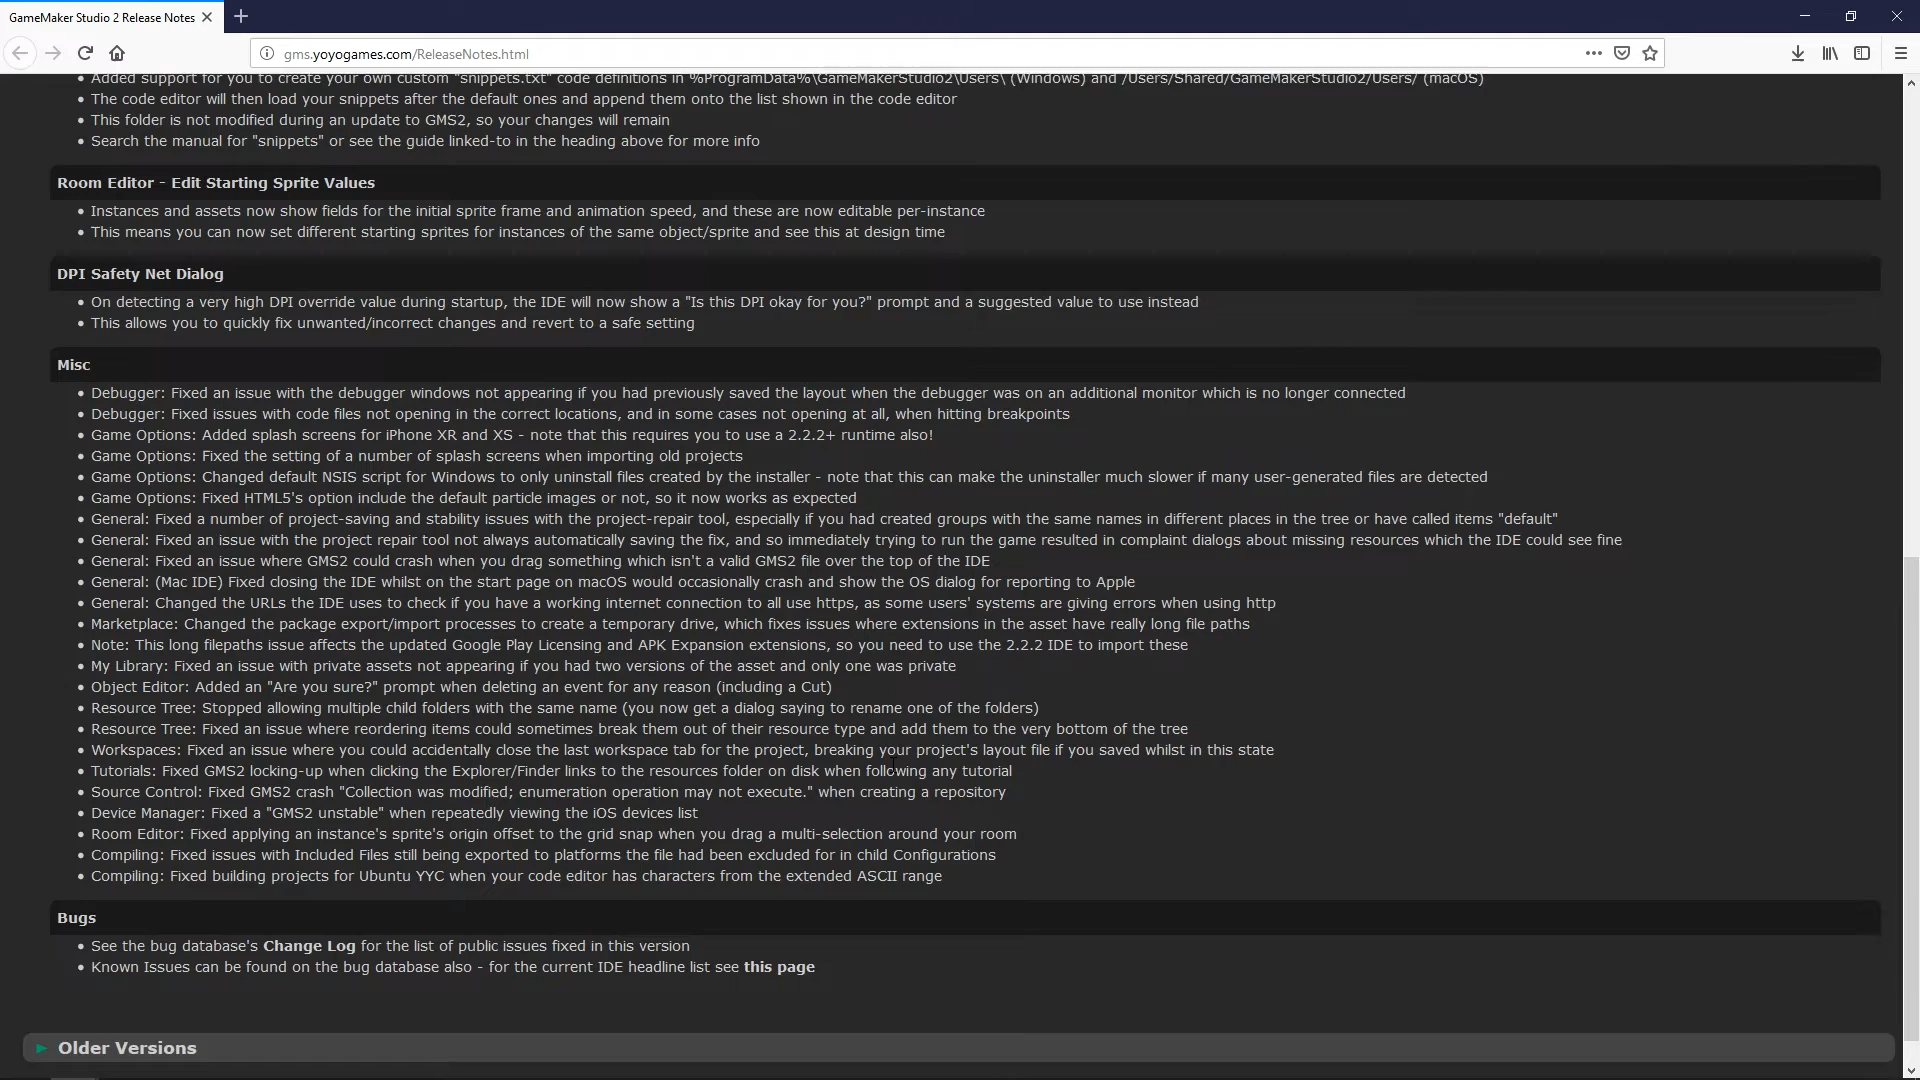 GameMaker Studio 2 Release Notes
gms.yoyogames.com/ReleaseNotes.html
Added support for you to create your own custom "snippets.txt" code definitions in %ProgramData%\GameMakerStudio2\Users\ (Windows) and /Users/Shared/GameMakerStudio2/Users/ (macOS)
The code editor will then load your snippets after the default ones and append them onto the list shown in the code editor
This folder is not modified during an update to GMS2, so your changes will remain
Search the manual for "snippets" or see the guide linked-to in the heading above for more info
Room Editor - Edit Starting Sprite Values
Instances and assets now show fields for the initial sprite frame and animation speed, and these are now editable per-instance
This means you can now set different starting sprites for instances of the same object/sprite and see this at design time
DPI Safety Net Dialog
On detecting a very high DPI override value during startup, the IDE will now show a "Is this DPI okay for you?" prompt and a suggested value to use instead
This allows you to quickly fix unwanted/incorrect changes and revert to a safe setting
Misc
Debugger: Fixed an issue with the debugger windows not appearing if you had previously saved the layout when the debugger was on an additional monitor which is no longer connected
Debugger: Fixed issues with code files not opening in the correct locations, and in some cases not opening at all, when hitting breakpoints
Game Options: Added splash screens for iPhone XR and XS - note that this requires you to use a 2.2.2+ runtime also!
Game Options: Fixed the setting of a number of splash screens when importing old projects
Game Options: Changed default NSIS script for Windows to only uninstall files created by the installer - note that this can make the uninstaller much slower if many user-generated files are detected
Game Options: Fixed HTML5's option include the default particle images or not, so it now works as expected
General: Fixed a number of project-saving and stability issues with the project-repair tool, especially if you had created groups with the same names in different places in the tree or have called items "default"
General: Fixed an issue with the project repair tool not always automatically saving the fix, and so immediately trying to run the game resulted in complaint dialogs about missing resources which the IDE could see fine
General: Fixed an issue where GMS2 could crash when you drag something which isn't a valid GMS2 file over the top of the IDE
General: (Mac IDE) Fixed closing the IDE whilst on the start page on macOS would occasionally crash and show the OS dialog for reporting to Apple
General: Changed the URLs the IDE uses to check if you have a working internet connection to all use https, as some users' systems are giving errors when using http
Marketplace: Changed the package export/import processes to create a temporary drive, which fixes issues where extensions in the asset have really long file paths
Note: This long filepaths issue affects the updated Google Play Licensing and APK Expansion extensions, so you need to use the 2.2.2 IDE to import these
My Library: Fixed an issue with private assets not appearing if you had two versions of the asset and only one was private
Object Editor: Added an "Are you sure?" prompt when deleting an event for any reason (including a Cut)
Resource Tree: Stopped allowing multiple child folders with the same name (you now get a dialog saying to rename one of the folders)
Resource Tree: Fixed an issue where reordering items could sometimes break them out of their resource type and add them to the very bottom of the tree
Workspaces: Fixed an issue where you could accidentally close the last workspace tab for the project, breaking your project's layout file if you saved whilst in this state
Tutorials: Fixed GMS2 locking-up when clicking the Explorer/Finder links to the resources folder on disk when following any tutorial
Source Control: Fixed GMS2 crash "Collection was modified; enumeration operation may not execute." when creating a repository
Device Manager: Fixed a "GMS2 unstable" when repeatedly viewing the iOS devices list
Room Editor: Fixed applying an instance's sprite's origin offset to the grid snap when you drag a multi-selection around your room
Compiling: Fixed issues with Included Files still being exported to platforms the file had been excluded for in child Configurations
Compiling: Fixed building projects for Ubuntu YYC when your code editor has characters from the extended ASCII range
Bugs
See the bug database's Change Log for the list of public issues fixed in this version
Known Issues can be found on the bug database also - for the current IDE headline list see this page
Older Versions